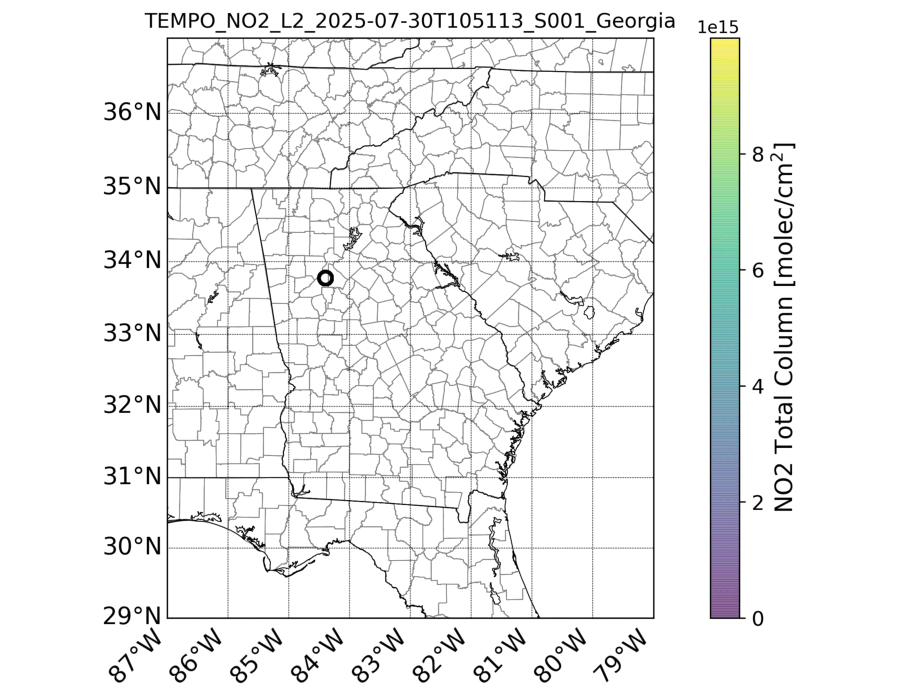 TEMPO_NO2_L2_2025-07-30T105113_S001_Georgia
1e15
36°N
35°N
34°N
33°N
32°N
31°N
30°N
29°N
87°W
86°W
85°W
84°W
83°W
82°W
81°W
80°W
79°W
8
6
4
2
0
NO2 Total Column [molec/cm²]